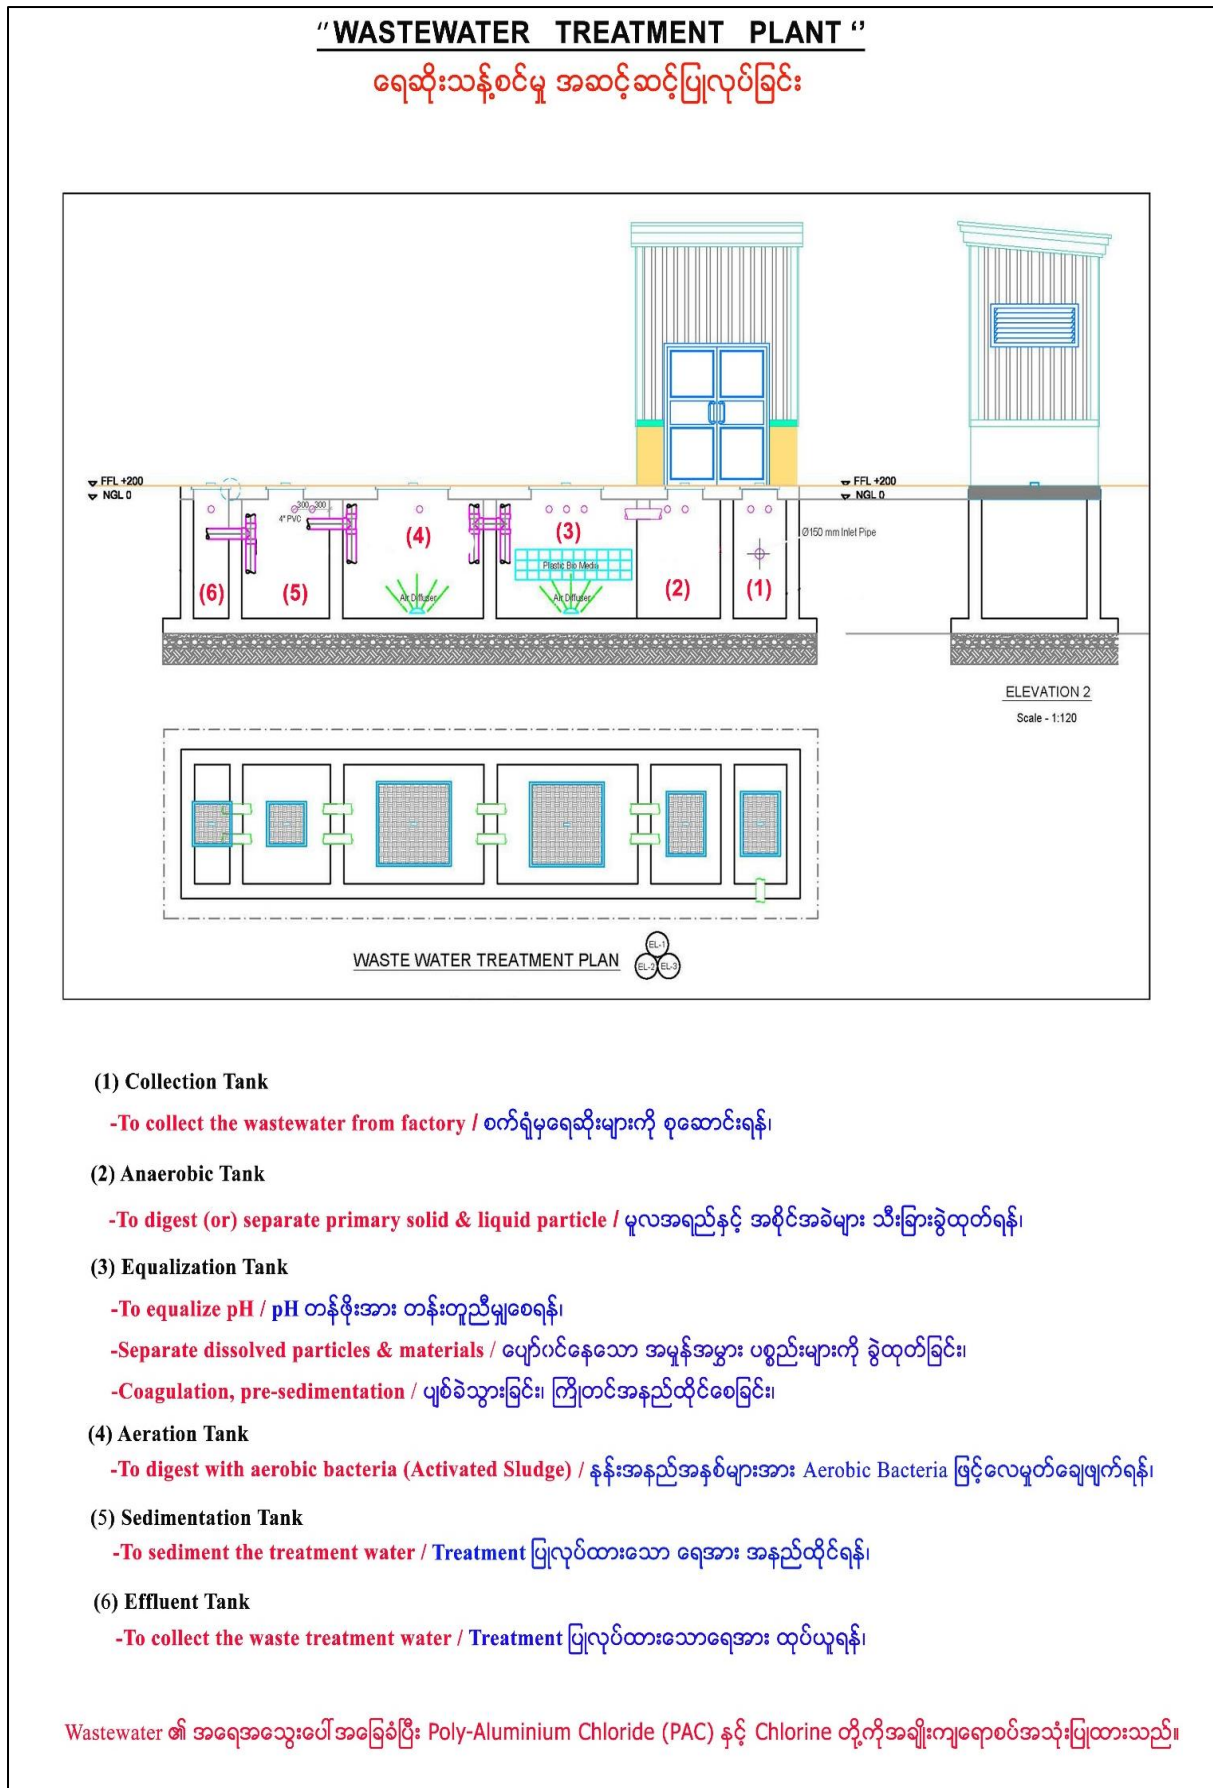 "WASTEWATER TREATMENT PLANT "
ရေဆိုးသန့်စင်မှု အဆင့်ဆင့်ပြုလုပ်ခြင်း
FFL +200
NGL 0
FFL +200
NGL 0
300 300
4" PVC
(6)
(5)
(4)
Air Diffuser
(3)
Plastic Bio Media
Air Diffuser
(2)
(1)
Ø150 mm Inlet Pipe
ELEVATION 2
Scale - 1:120
WASTE WATER TREATMENT PLAN
EL-1
EL-2 EL-3
(1) Collection Tank
-To collect the wastewater from factory / စက်ရုံမှရေဆိုးများကို စုဆောင်းရန်၊
(2) Anaerobic Tank
-To digest (or) separate primary solid & liquid particle / မူလအရည်နှင့် အစိုင်အခဲများ သီးခြားခွဲထုတ်ရန်၊
(3) Equalization Tank
-To equalize pH / pH တန်ဖိုးအား တန်းတူညီမျှစေရန်၊
-Separate dissolved particles & materials / ပျော်ဝင်နေသော အမှုန်အမွှား ပစ္စည်းများကို ခွဲထုတ်ခြင်း၊
-Coagulation, pre-sedimentation / ပျစ်ခဲသွားခြင်း၊ ကြိုတင်အနည်ထိုင်စေခြင်း၊
(4) Aeration Tank
-To digest with aerobic bacteria (Activated Sludge) / နုန်းအနည်အနှစ်များအား Aerobic Bacteria ဖြင့်လေမှုတ်ချေဖျက်ရန်၊
(5) Sedimentation Tank
-To sediment the treatment water / Treatment ပြုလုပ်ထားသော ရေအား အနည်ထိုင်ရန်၊
(6) Effluent Tank
-To collect the waste treatment water / Treatment ပြုလုပ်ထားသောရေအား ထုပ်ယူရန်၊
Wastewater ၏ အရေအသွေးပေါ်အခြေခံပြီး Poly-Aluminium Chloride (PAC) နှင့် Chlorine တို့ကိုအချိုးကျရောစပ်အသုံးပြုထားသည်။